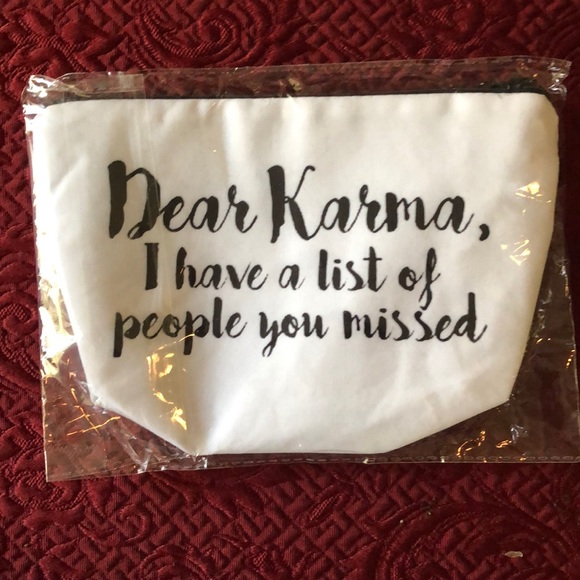 Dear Karma,
I have a list of
people you missed